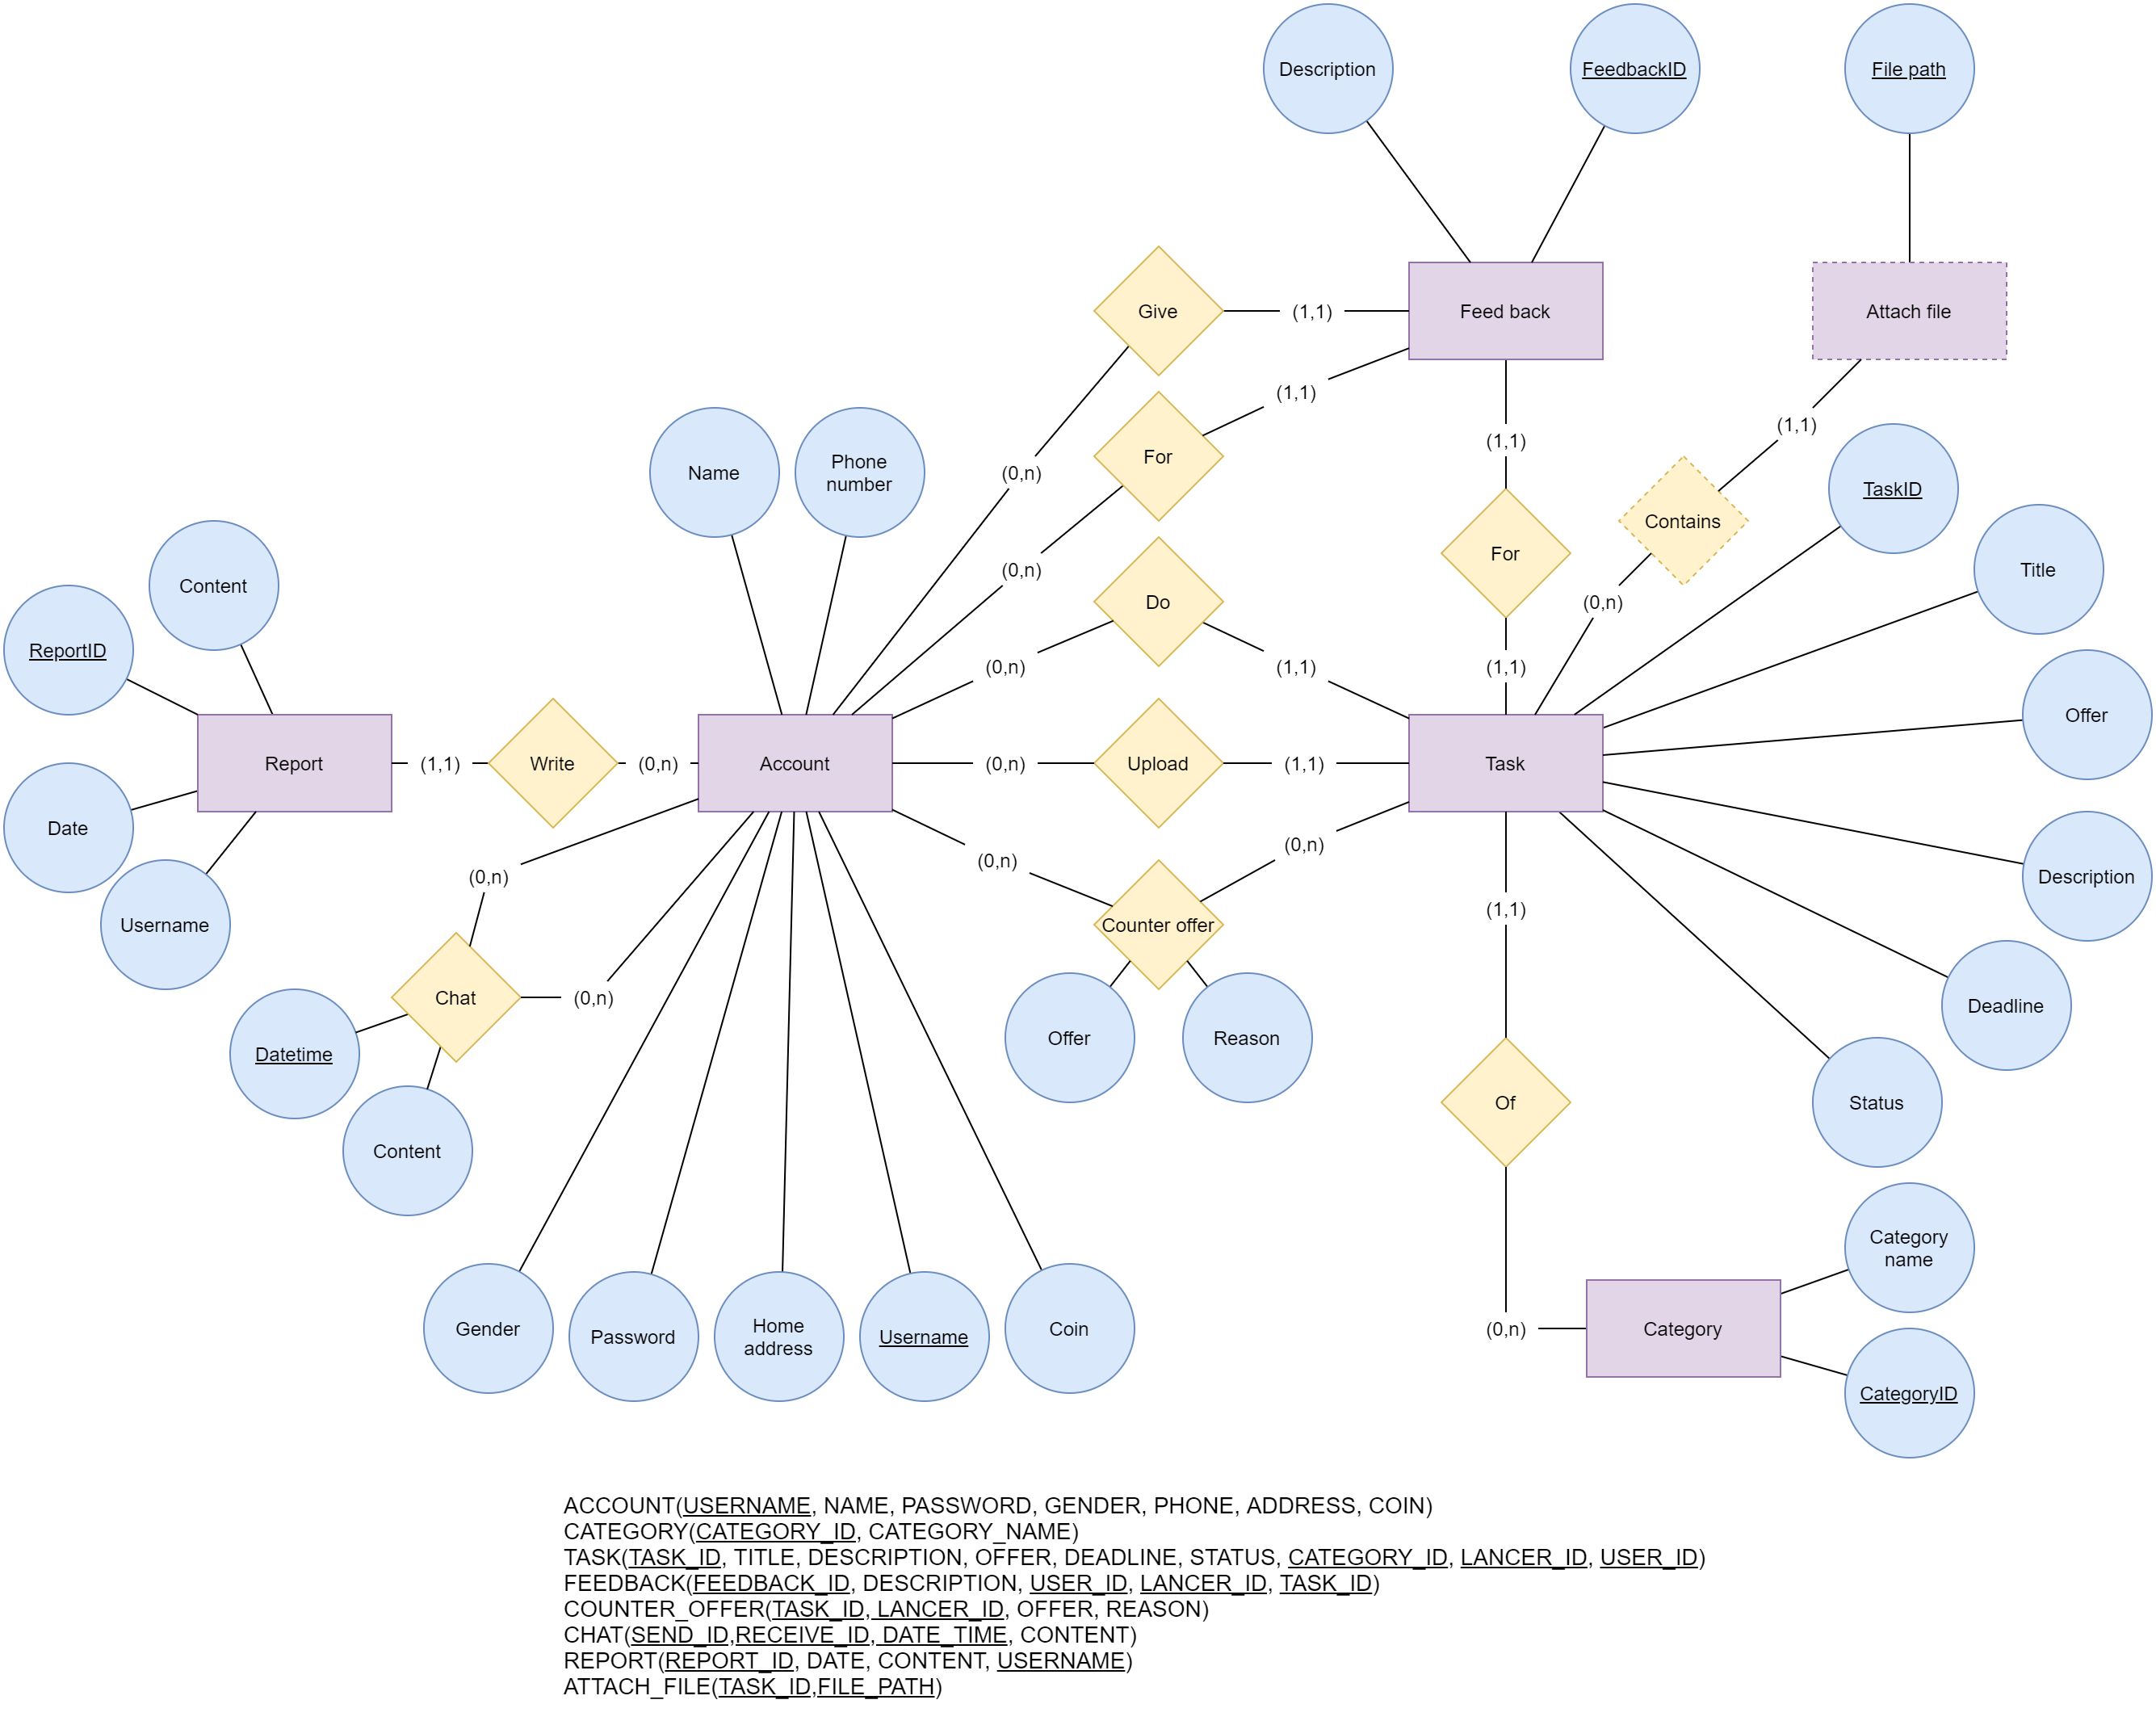 Description
FeedbackID
File path
Give
(1,1)
Feed back
Attach file
(1,1)
(1,1)
(1,1)
For
(0,n)
Name
Phone
number
TaskID
Contains
For
(0,n)
Title
Content
Do
(0,n)
ReportID
(0,n)
(1,1)
(1,1)
Offer
Report
(1,1)
Write
(0,n)
Account
(0,n)
Upload
(1,1)
Task
Date
(0,n)
(0,n)
(0,n)
Description
Username
Counter offer
(1,1)
Chat
(0,n)
Deadline
Datetime
Offer
Reason
Content
Of
Status
Category
name
Gender
Password
Home
address
Username
Coin
(0,n)
Category
CategoryID
ACCOUNT(USERNAME, NAME, PASSWORD, GENDER, PHONE, ADDRESS, COIN)
CATEGORY(CATEGORY_ID, CATEGORY_NAME)
TASK(TASK_ID, TITLE, DESCRIPTION, OFFER, DEADLINE, STATUS, CATEGORY_ID, LANCER_ID, USER_ID)
FEEDBACK(FEEDBACK_ID, DESCRIPTION, USER_ID, LANCER_ID, TASK_ID)
COUNTER_OFFER(TASK_ID, LANCER_ID, OFFER, REASON)
CHAT(SEND_ID,RECEIVE_ID, DATE_TIME, CONTENT)
REPORT(REPORT_ID, DATE, CONTENT, USERNAME)
ATTACH_FILE(TASK_ID,FILE_PATH)